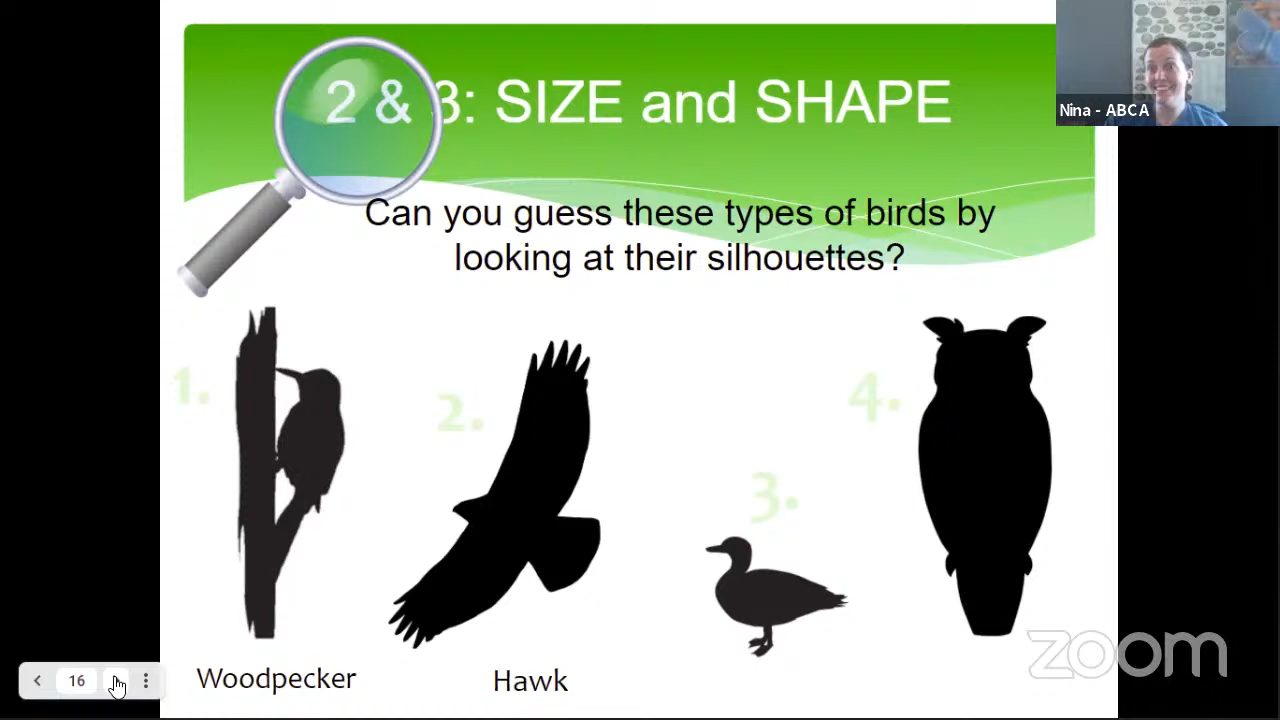 2 & 3: SIZE and SHAPE
Nina - ABCA
Can you guess these types of birds by
looking at their silhouettes?
1.
2.
3.
4.
Woodpecker
Hawk
16
zoom